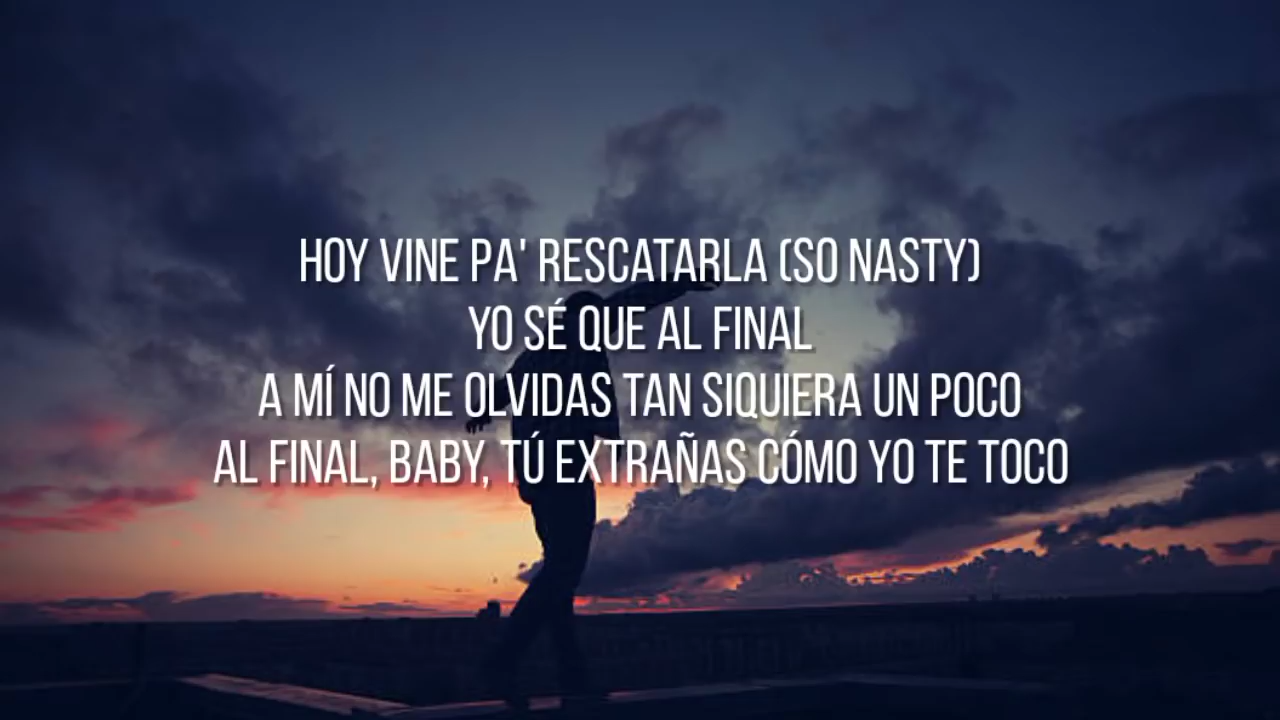 HOY VINE PA' RESCATARLA (SO NASTY)
YO SÉ QUE AL FINAL
A MÍ NO ME OLVIDAS TAN SIQUIERA UN POCO
AL FINAL, BABY, TÚ EXTRAÑAS CÓMO YO TE TOCO